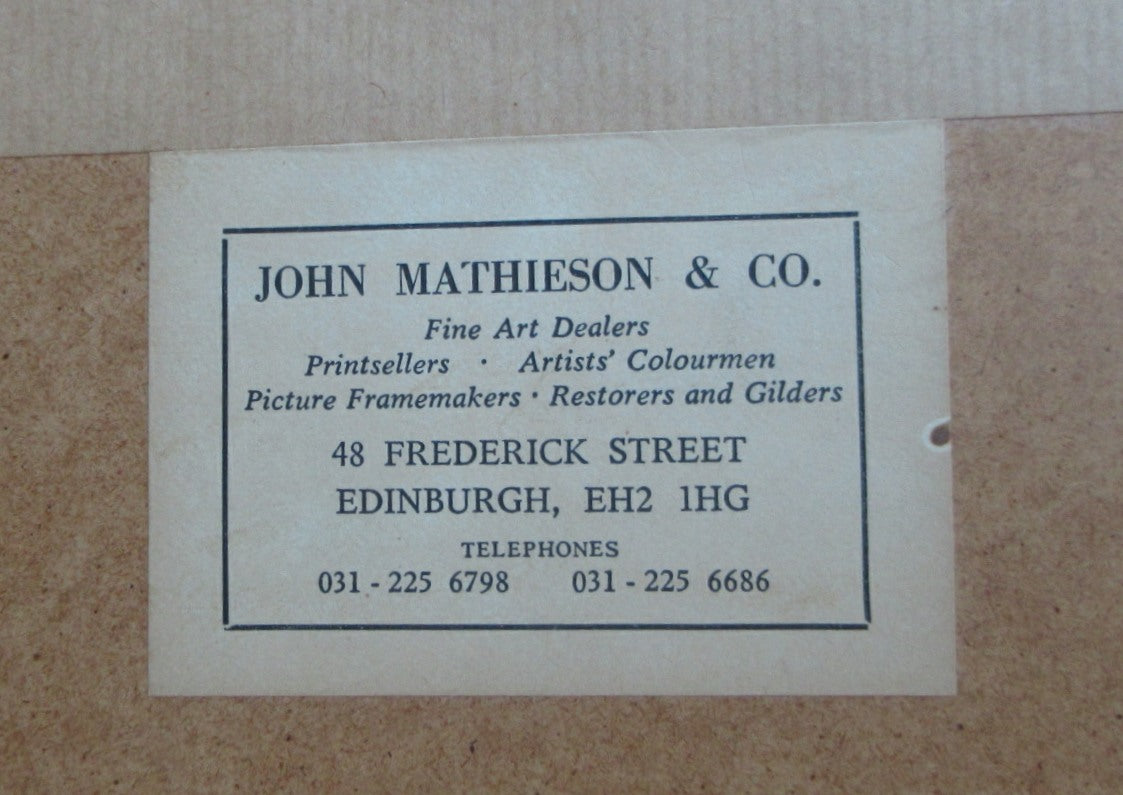 JOHN MATHIESON & CO.
Fine Art Dealers
Printsellers · Artists' Colourmen
Picture Framemakers · Restorers and Gilders
48 FREDERICK STREET
EDINBURGH, EH2 1HG
TELEPHONES
031 - 225 6798 031 - 225 6686